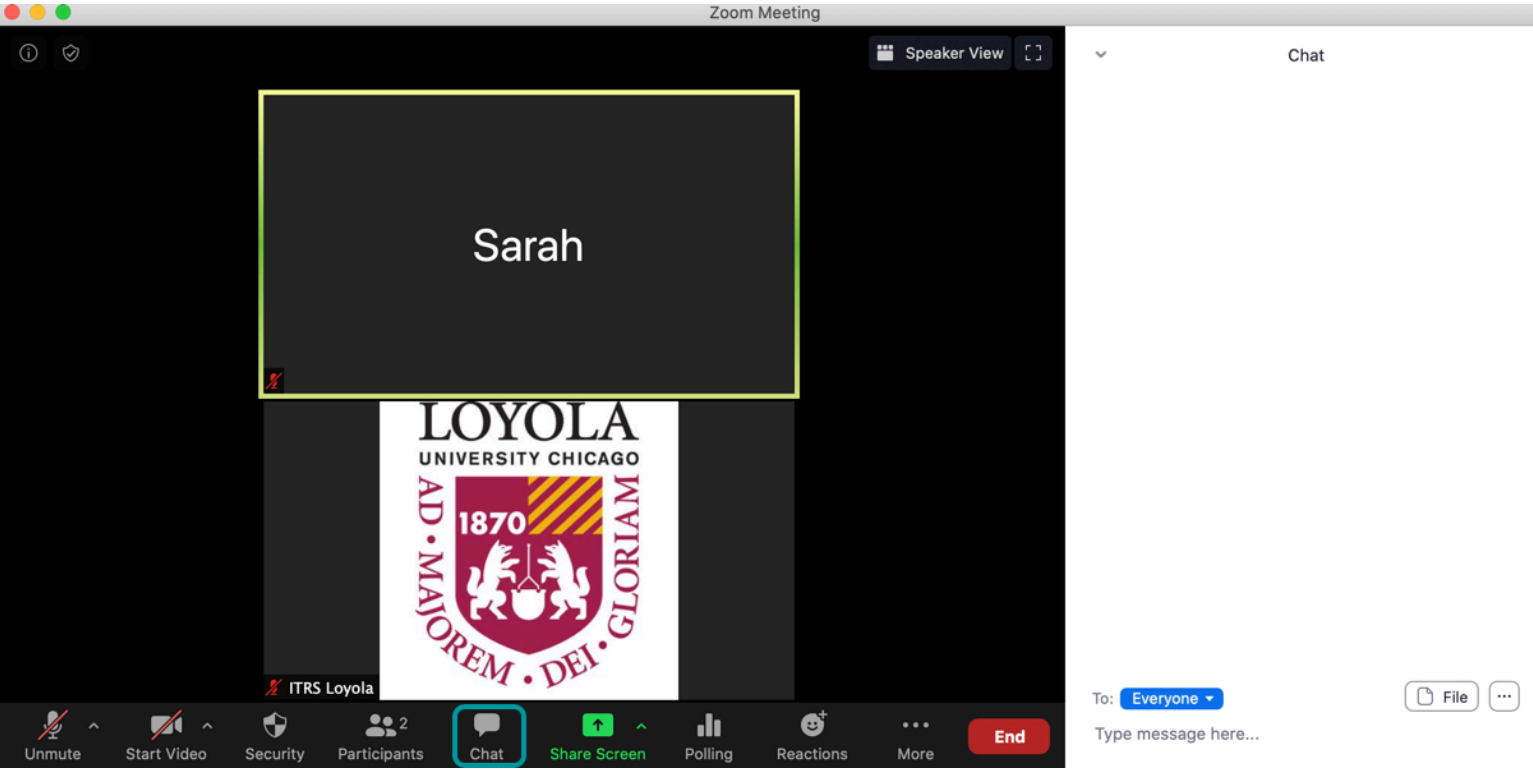 Zoom Meeting
Speaker View
Chat
Sarah
LOYOLA
UNIVERSITY CHICAGO
1870
AD • MAJOREM • DEI • GLORIAM
ITRS Loyola
To: Everyone
File
Type message here...
Unmute
Start Video
Security
2
Participants
Chat
Share Screen
Polling
Reactions
More
End